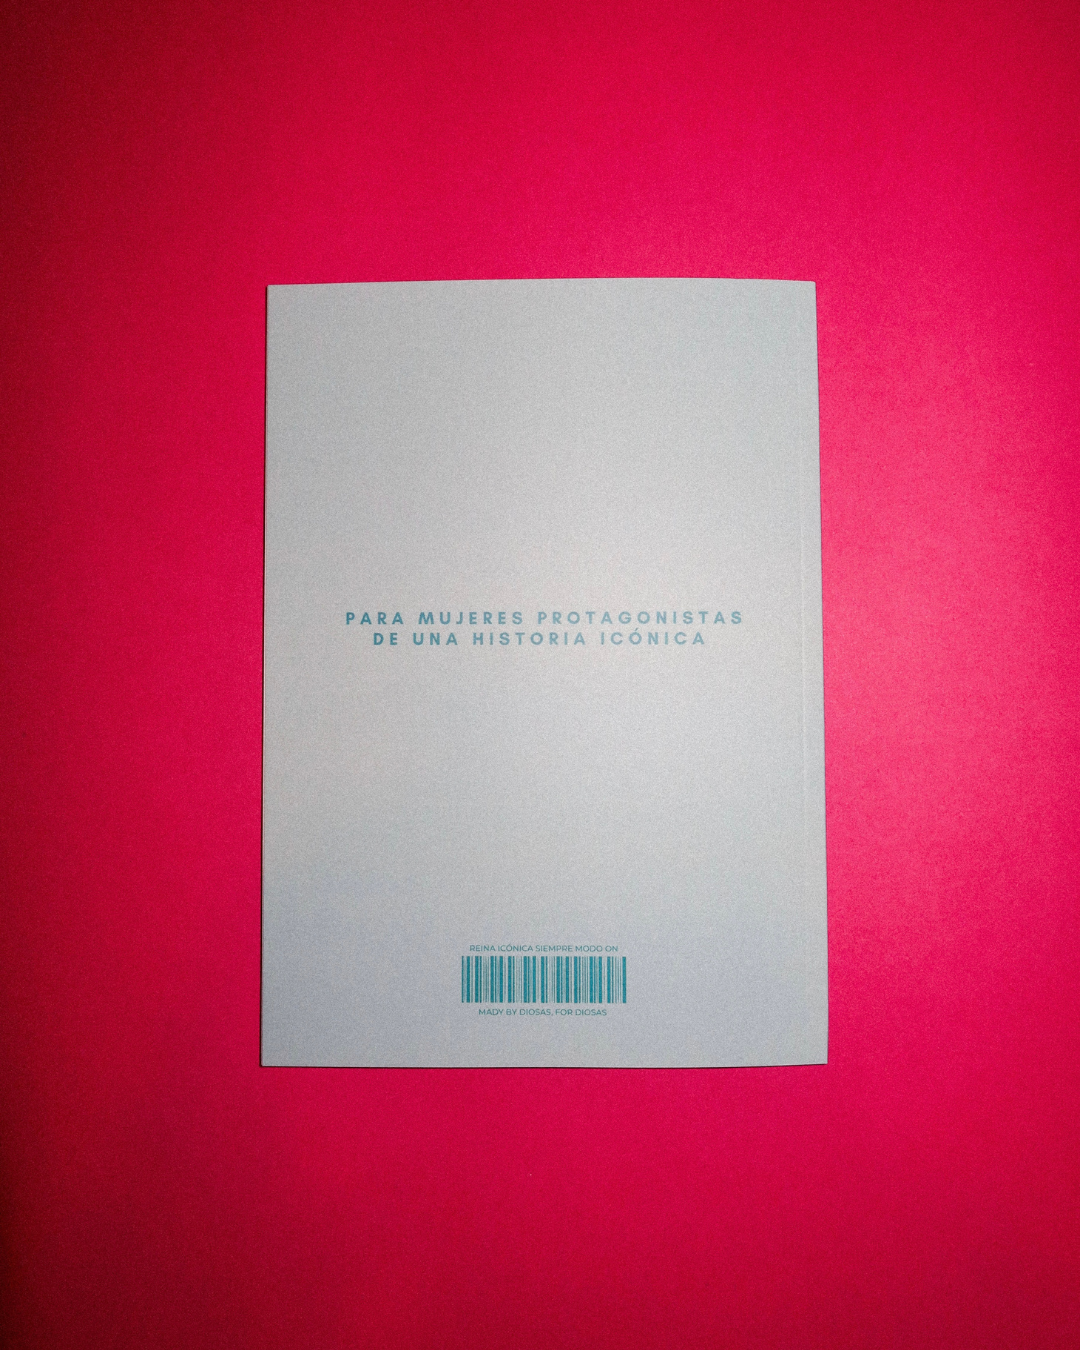 PARA MUJERES PROTAGONISTAS
DE UNA HISTORIA ICÓNICA
REINA ICÓNICA SIEMPRE MODO ON
MADY BY DIOSAS, FOR DIOSAS